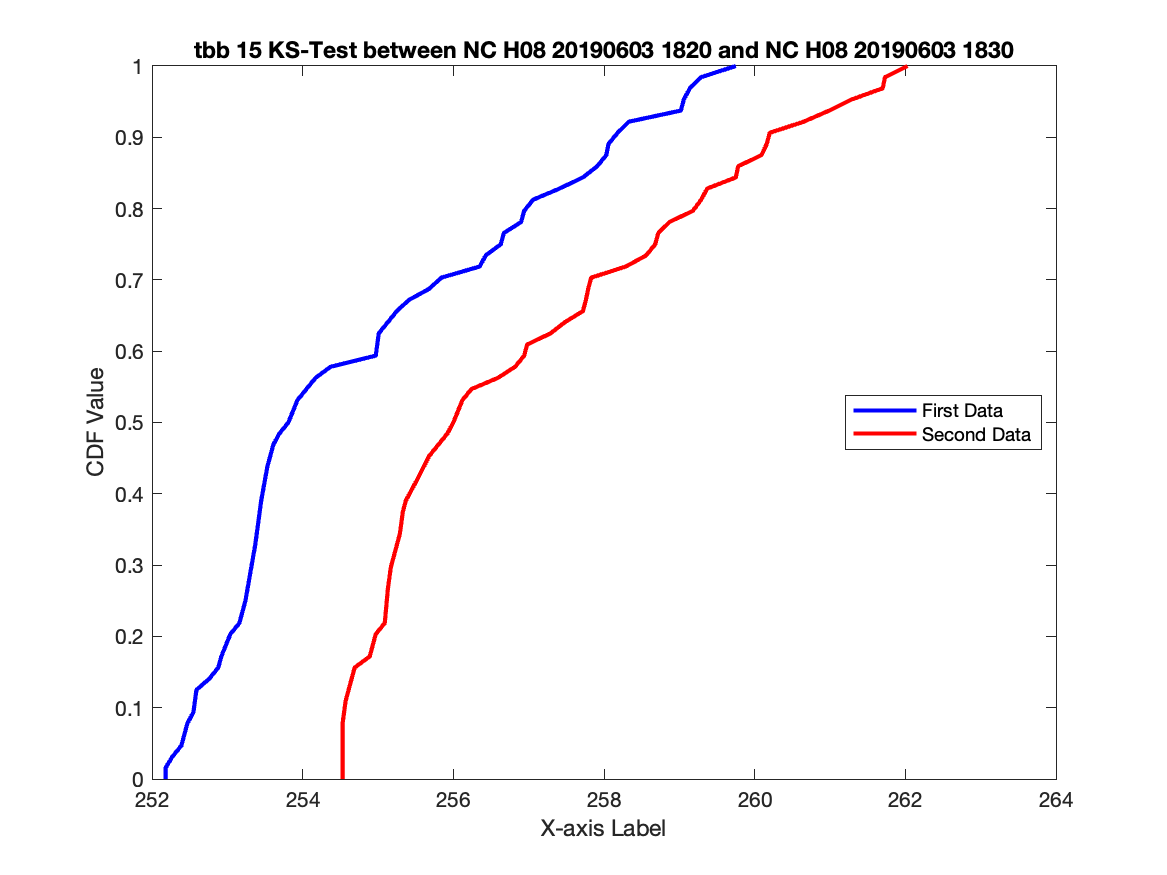 tbb 15 KS-Test between NC H08 20190603 1820 and NC H08 20190603 1830
1
0.9
0.8
0.7
0.6
0.5
0.4
0.3
0.2
0.1
0
CDF Value
First Data
Second Data
252 254 256 258 260 262 264
X-axis Label